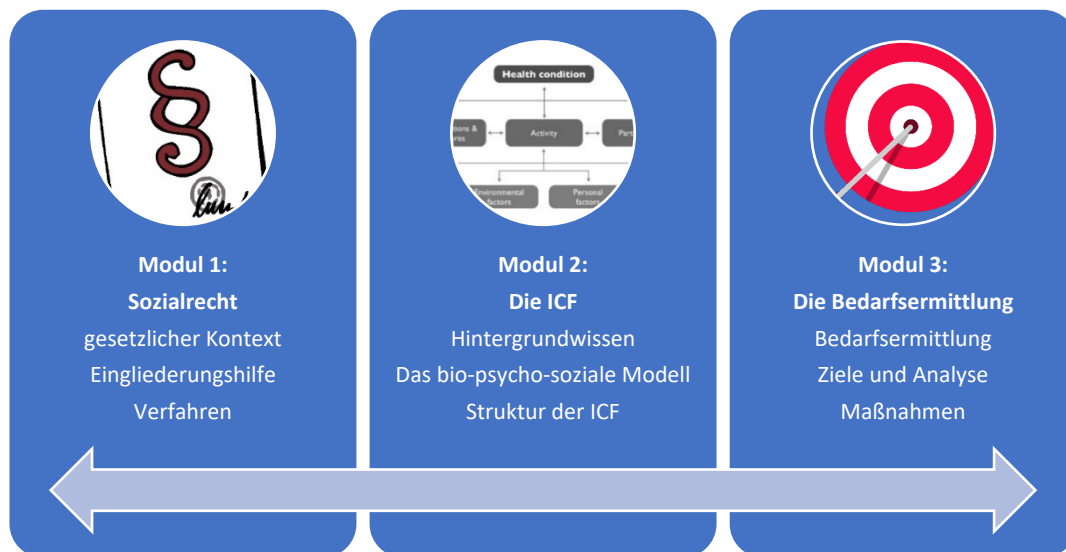 §
Health condition
Activity
Environmental
factors
Personal
factors
Modul 1:
Sozialrecht
gesetzlicher Kontext
Eingliederungshilfe
Verfahren
Modul 2:
Die ICF
Hintergrundwissen
Das bio-psycho-soziale Modell
Struktur der ICF
Modul 3:
Die Bedarfsermittlung
Bedarfsermittlung
Ziele und Analyse
Maßnahmen